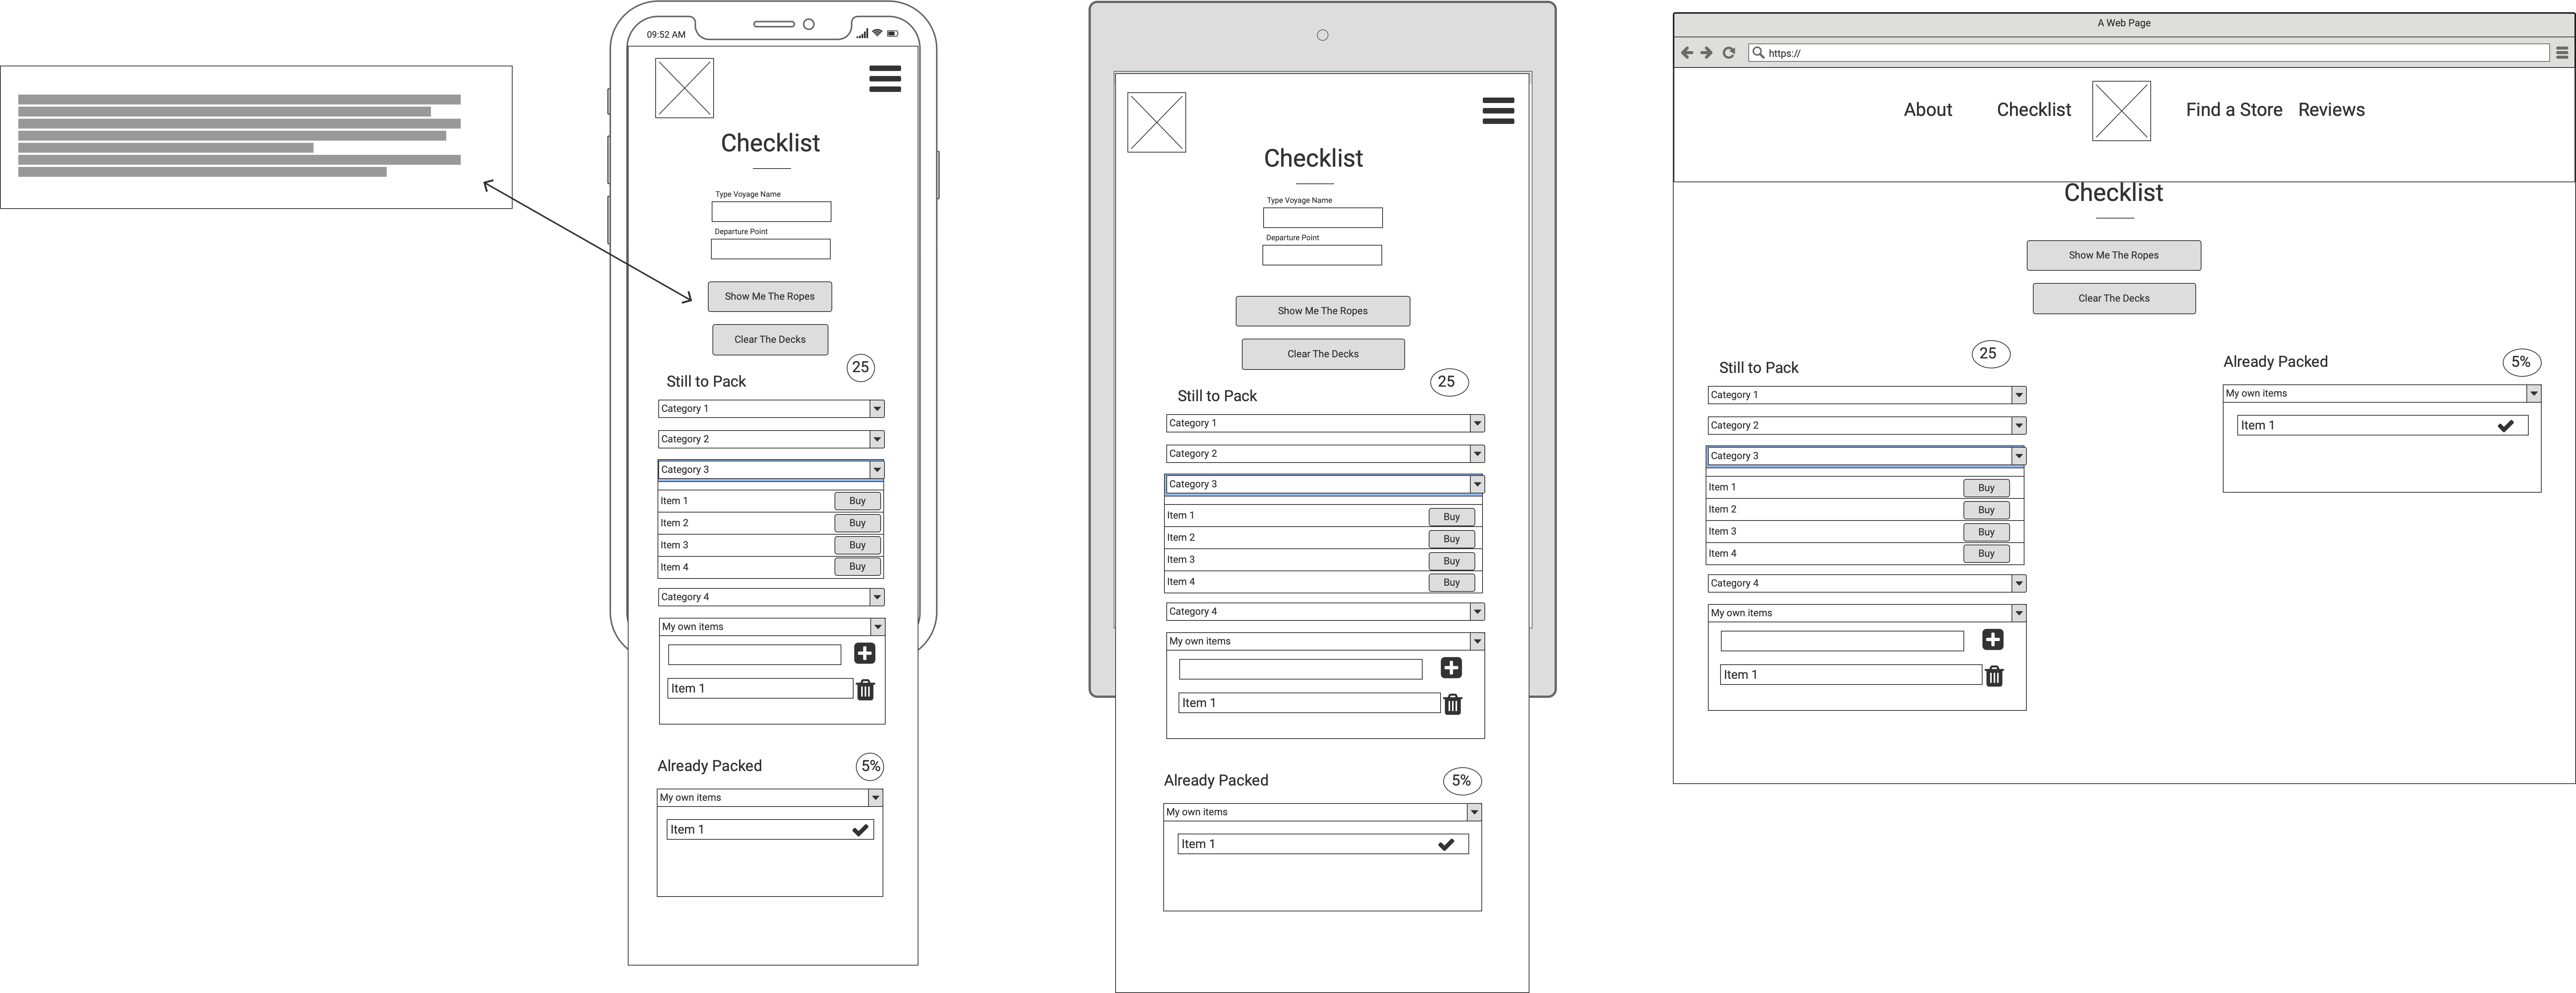 09:52 AM
Checklist
Type Voyage Name
Departure Point
Show Me The Ropes
Clear The Decks
25
Still to Pack
Category 1
Category 2
Category 3
Item 1 Buy
Item 2 Buy
Item 3 Buy
Item 4 Buy
Category 4
My own items
Item 1
Already Packed 5%
My own items
Item 1
Checklist
Type Voyage Name
Departure Point
Show Me The Ropes
Clear The Decks
25
Still to Pack
Category 1
Category 2
Category 3
Item 1 Buy
Item 2 Buy
Item 3 Buy
Item 4 Buy
Category 4
My own items
Item 1
Already Packed 5%
My own items
Item 1
A Web Page
https://
About Checklist Find a Store Reviews
Checklist
Show Me The Ropes
Clear The Decks
25
Still to Pack
Category 1
Category 2
Category 3
Item 1 Buy
Item 2 Buy
Item 3 Buy
Item 4 Buy
Category 4
My own items
Item 1
Already Packed 5%
My own items
Item 1